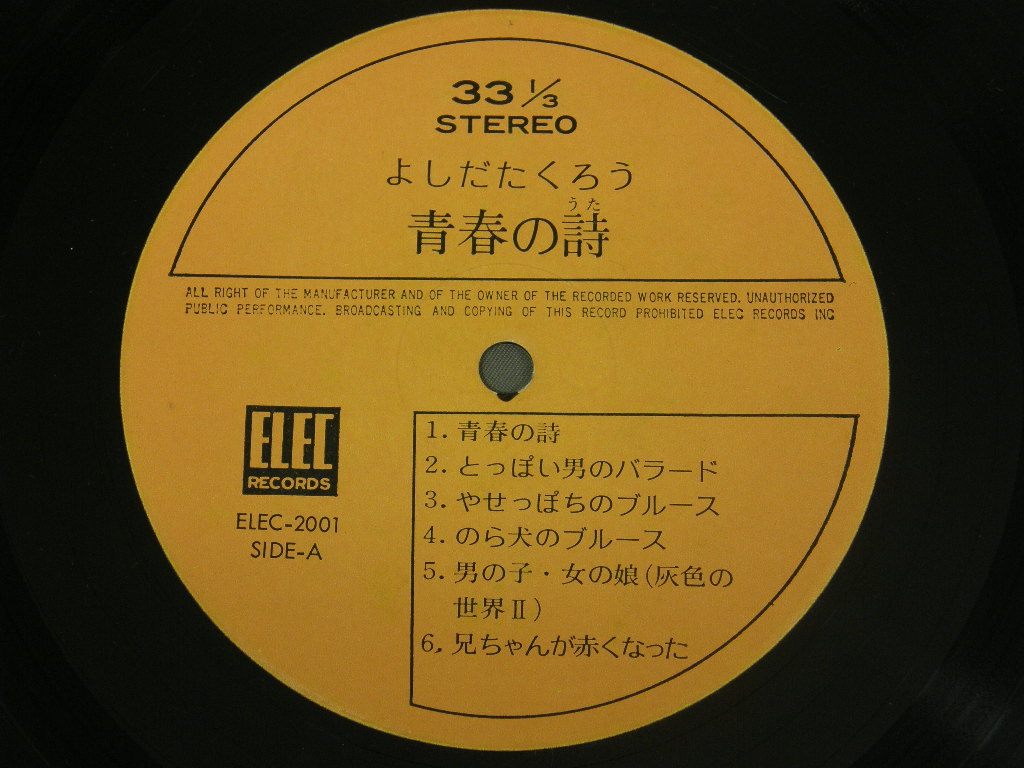 33 1/3
STEREO
よしだたくろう
うた
青春の詩
ALL RIGHT OF THE MANUFACTURER AND OF THE OWNER OF THE RECORDED WORK RESERVED. UNAUTHORIZED
PUBLIC PERFORMANCE. BROADCASTING AND COPYING OF THIS RECORD PROHIBITED ELEC RECORDS INC
ELEC
RECORDS
ELEC-2001
SIDE-A
1. 青春の詩
2. とっぽい男のバラード
3. やせっぽちのブルース
4. のら犬のブルース
5. 男の子・女の娘(灰色の
世界Ⅱ)
6. 兄ちゃんが赤くなった